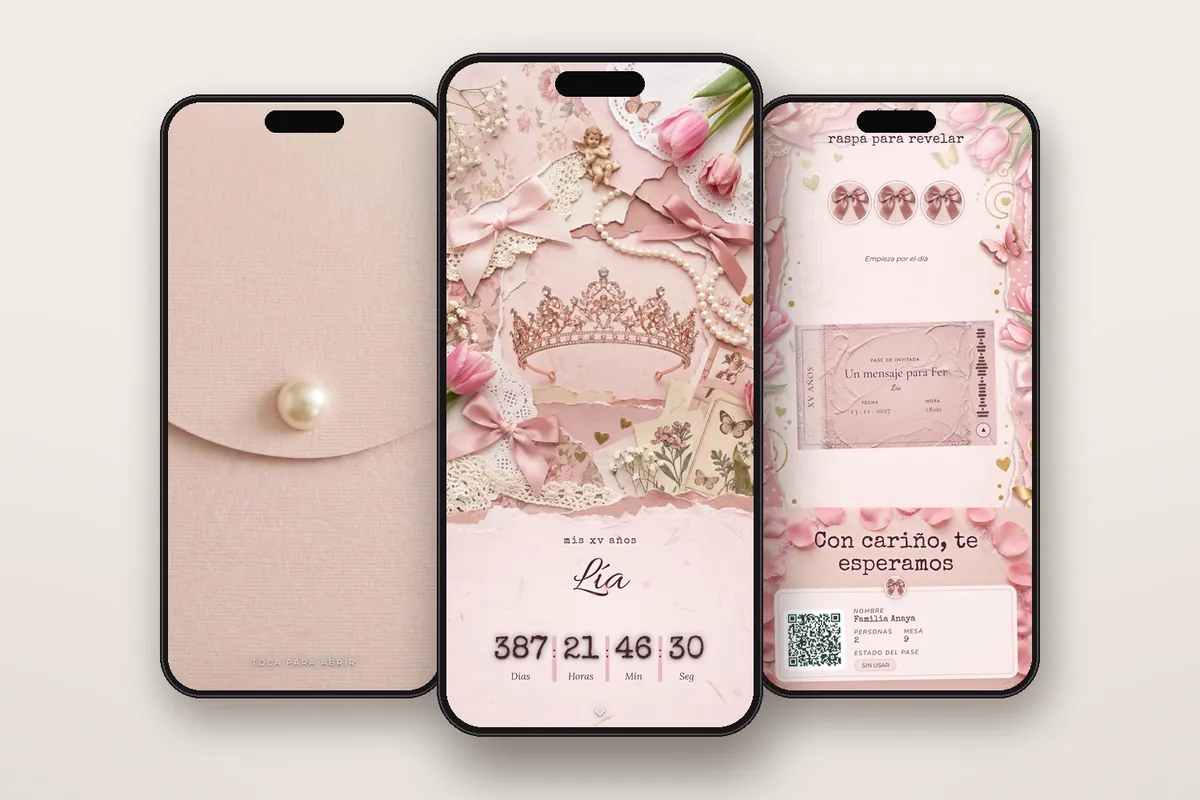 TOCA PARA ABRIR
mis xv años
Lía
387 : 21 : 46 : 30
Días Horas Min Seg
raspa para revelar
Empieza por el día
XV AÑOS
PASE DE INVITADA
Un mensaje para Fer
Lía
FECHA HORA
13·11·2027 18:00
Con cariño, te
esperamos
NOMBRE
Familia Anaya
PERSONAS MESA
2 9
ESTADO DEL PASE
SIN USAR